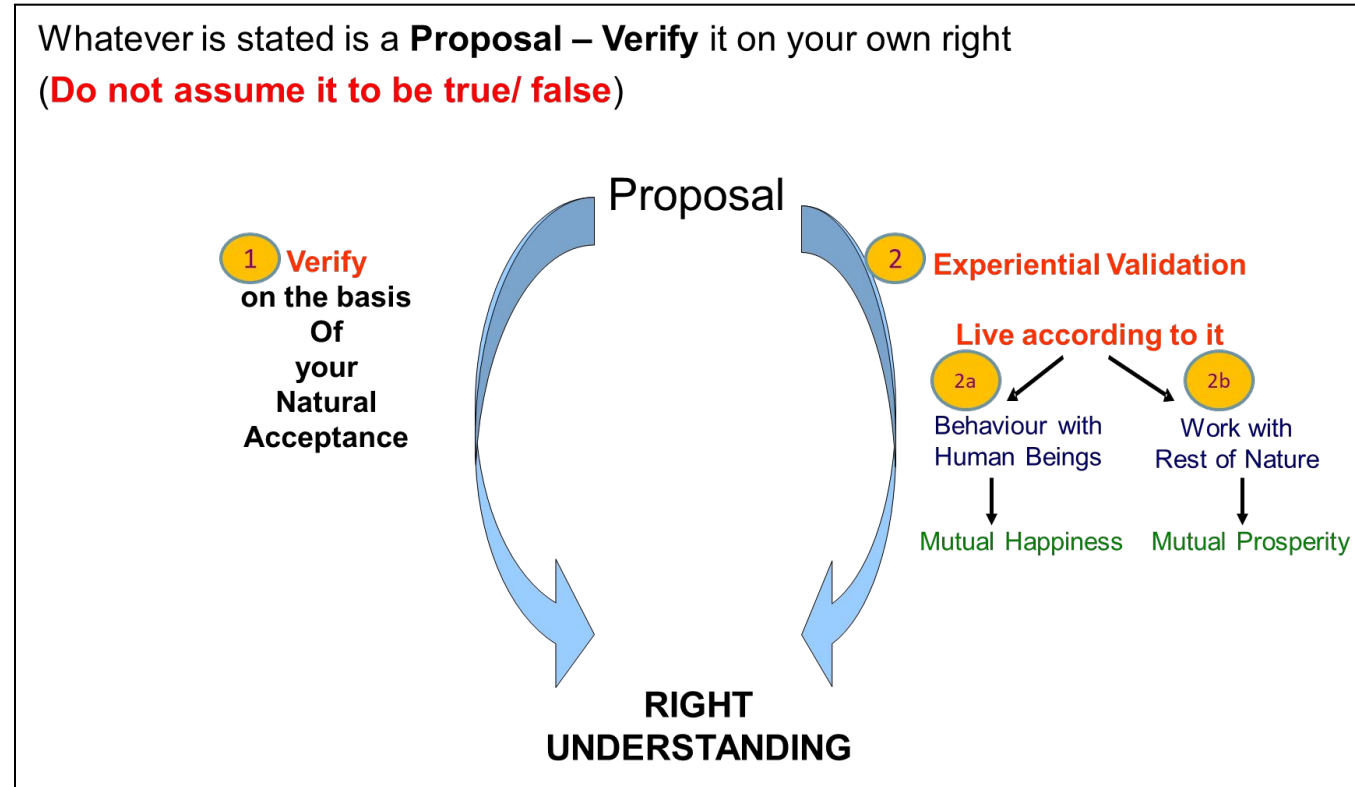 Whatever is stated is a Proposal – Verify it on your own right
(Do not assume it to be true/ false)
Proposal
1 Verify
on the basis
Of
your
Natural
Acceptance
2 Experiential Validation
Live according to it
2a
Behaviour with
Human Beings
Mutual Happiness
2b
Work with
Rest of Nature
Mutual Prosperity
RIGHT
UNDERSTANDING